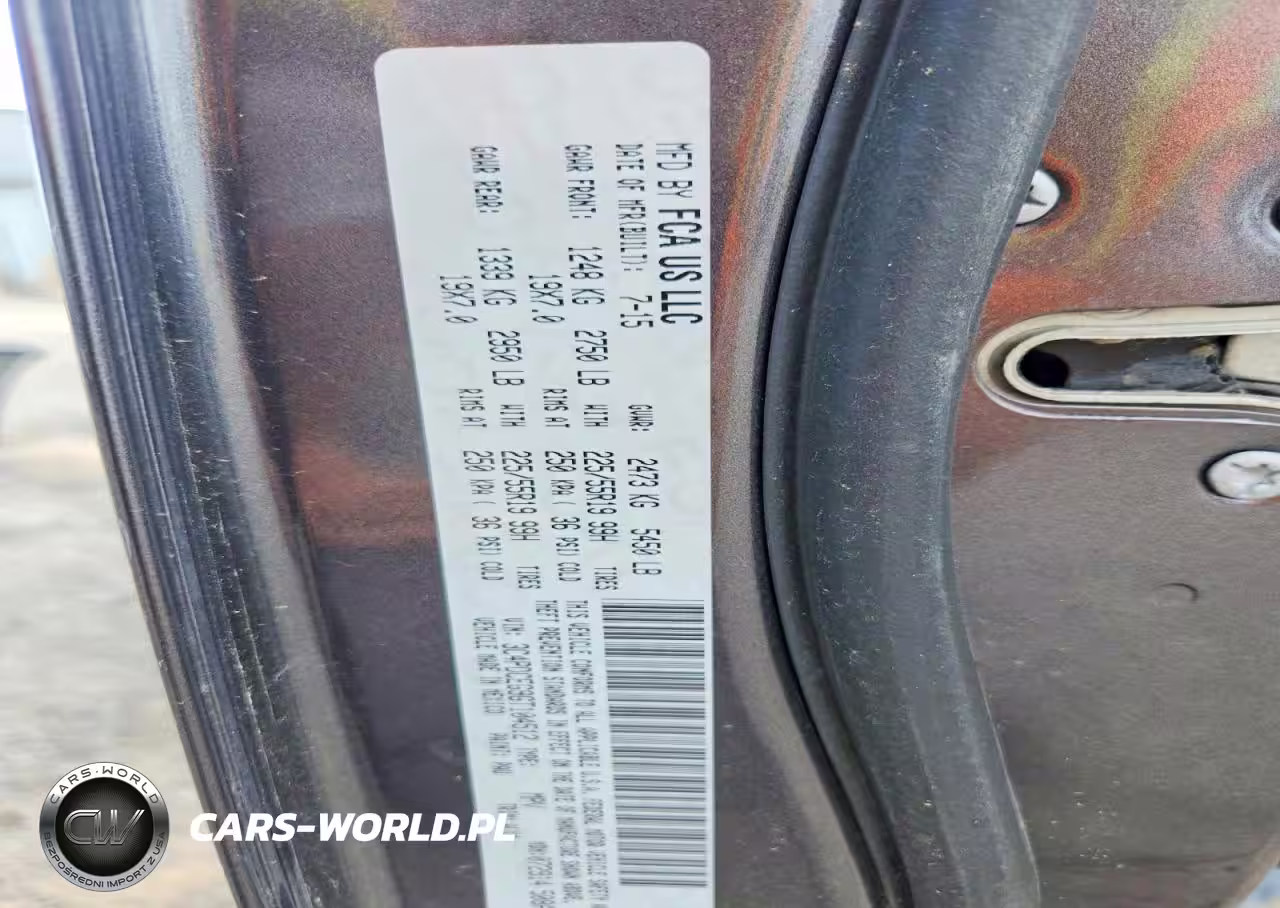 MFD BY FCA US LLC
DATE OF MFR(BUILT): 7-15 GVWR: 2473 KG 5450 LB
GAWR FRONT: 1248 KG 2750 LB WITH 225/55R19 99H TIRES
19X7.0 RIMS AT 250 KPA( 36 PSI) COLD
GAWR REAR: 1339 KG 2950 LB WITH 225/55R19 99H TIRES
19X7.0 RIMS AT 250 KPA( 36 PSI) COLD
THIS VEHICLE CONFORMS TO ALL APPLICABLE U.S.A. FEDERAL MOTOR VEHICLE SAFETY
THEFT PREVENTION STANDARDS IN EFFECT ON THE DATE OF MANUFACTURE SHOWN ABOVE.
VIN: TYPE: MPV
VEHICLE MADE IN MEXICO PAINT: PAU
CARS-WORLD
CW
BEZPOŚREDNI IMPORT Z USA
CARS-WORLD.PL